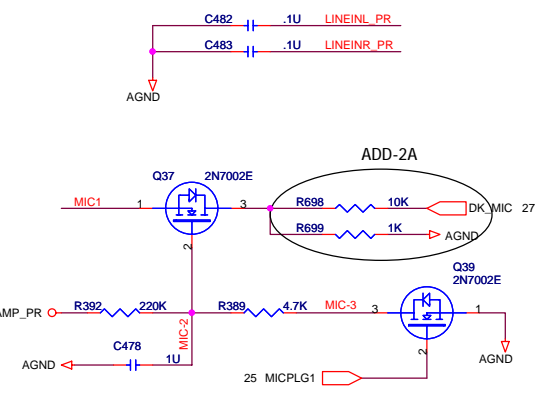 C482 .1U LINEINL_PR
C483 .1U LINEINR_PR
AGND
ADD-2A
Q37 2N7002E
MIC1 1 3 R698 10K DK_MIC 27
R699 1K AGND
2
Q39
2N7002E
AMP_PR R392 220K R389 4.7K MIC-3 3 1
MIC-2
C478
AGND 1U
AGND
2
25 MICPLG1